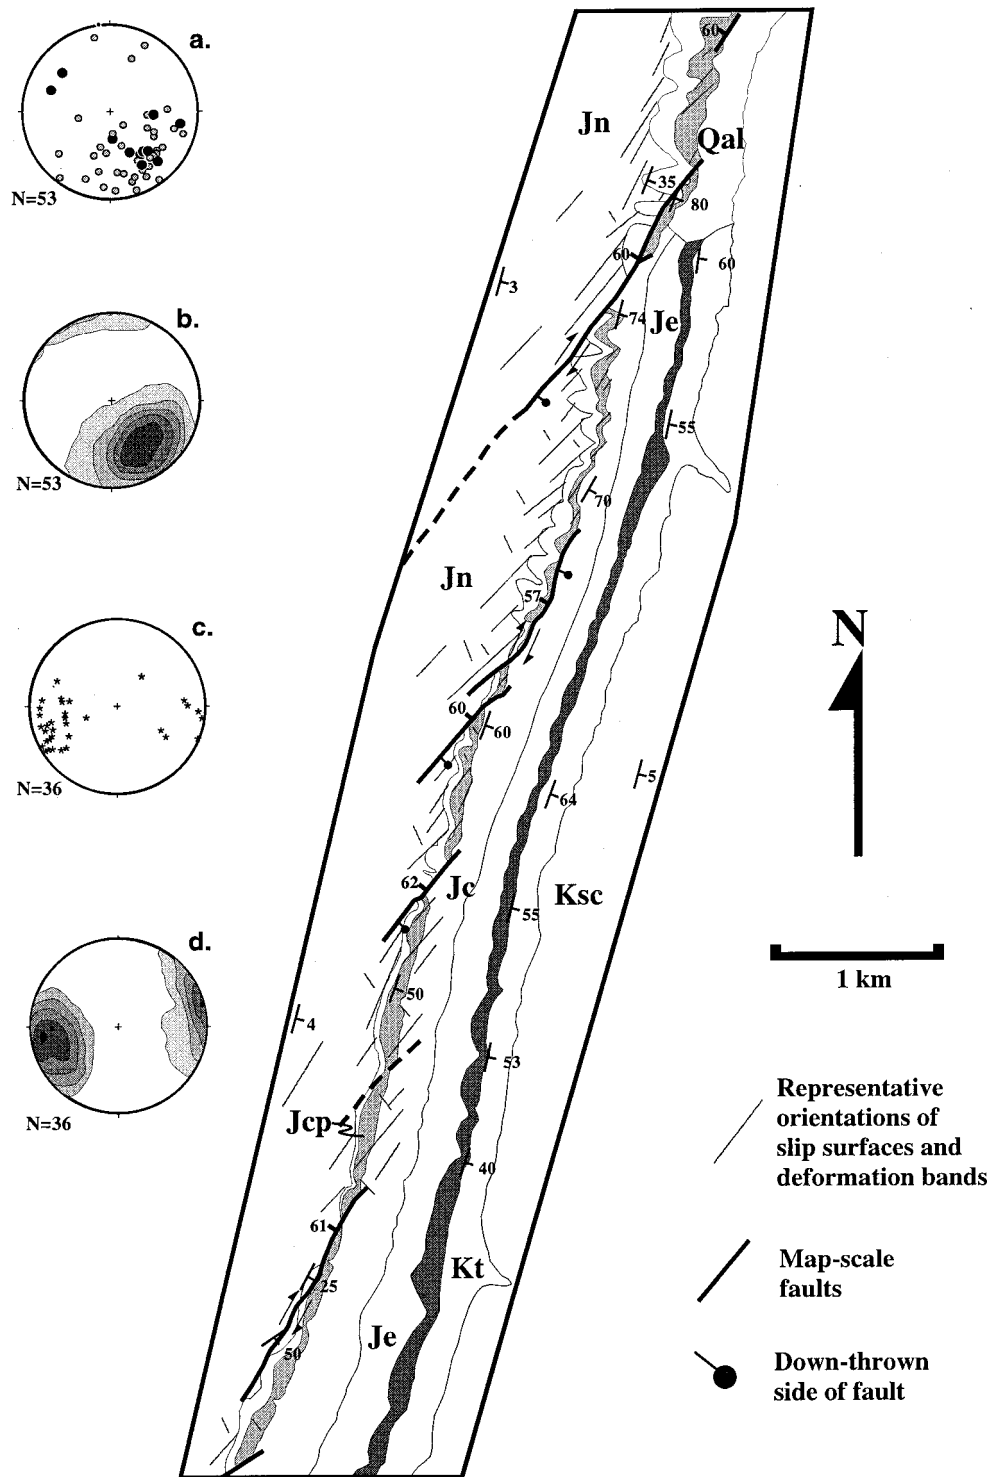 a.
N=53
b.
N=53
c.
N=36
d.
N=36
60
Jn
Qal
35
80
60
60
3
74
Je
55
70
Jn
57
N
60
60
5
64
62
Jc
Ksc
55
1 km
50
4
53
Jcp
40
61
25
Kt
50
Je
Representative
orientations of
slip surfaces and
deformation bands
Map-scale
faults
Down-thrown
side of fault